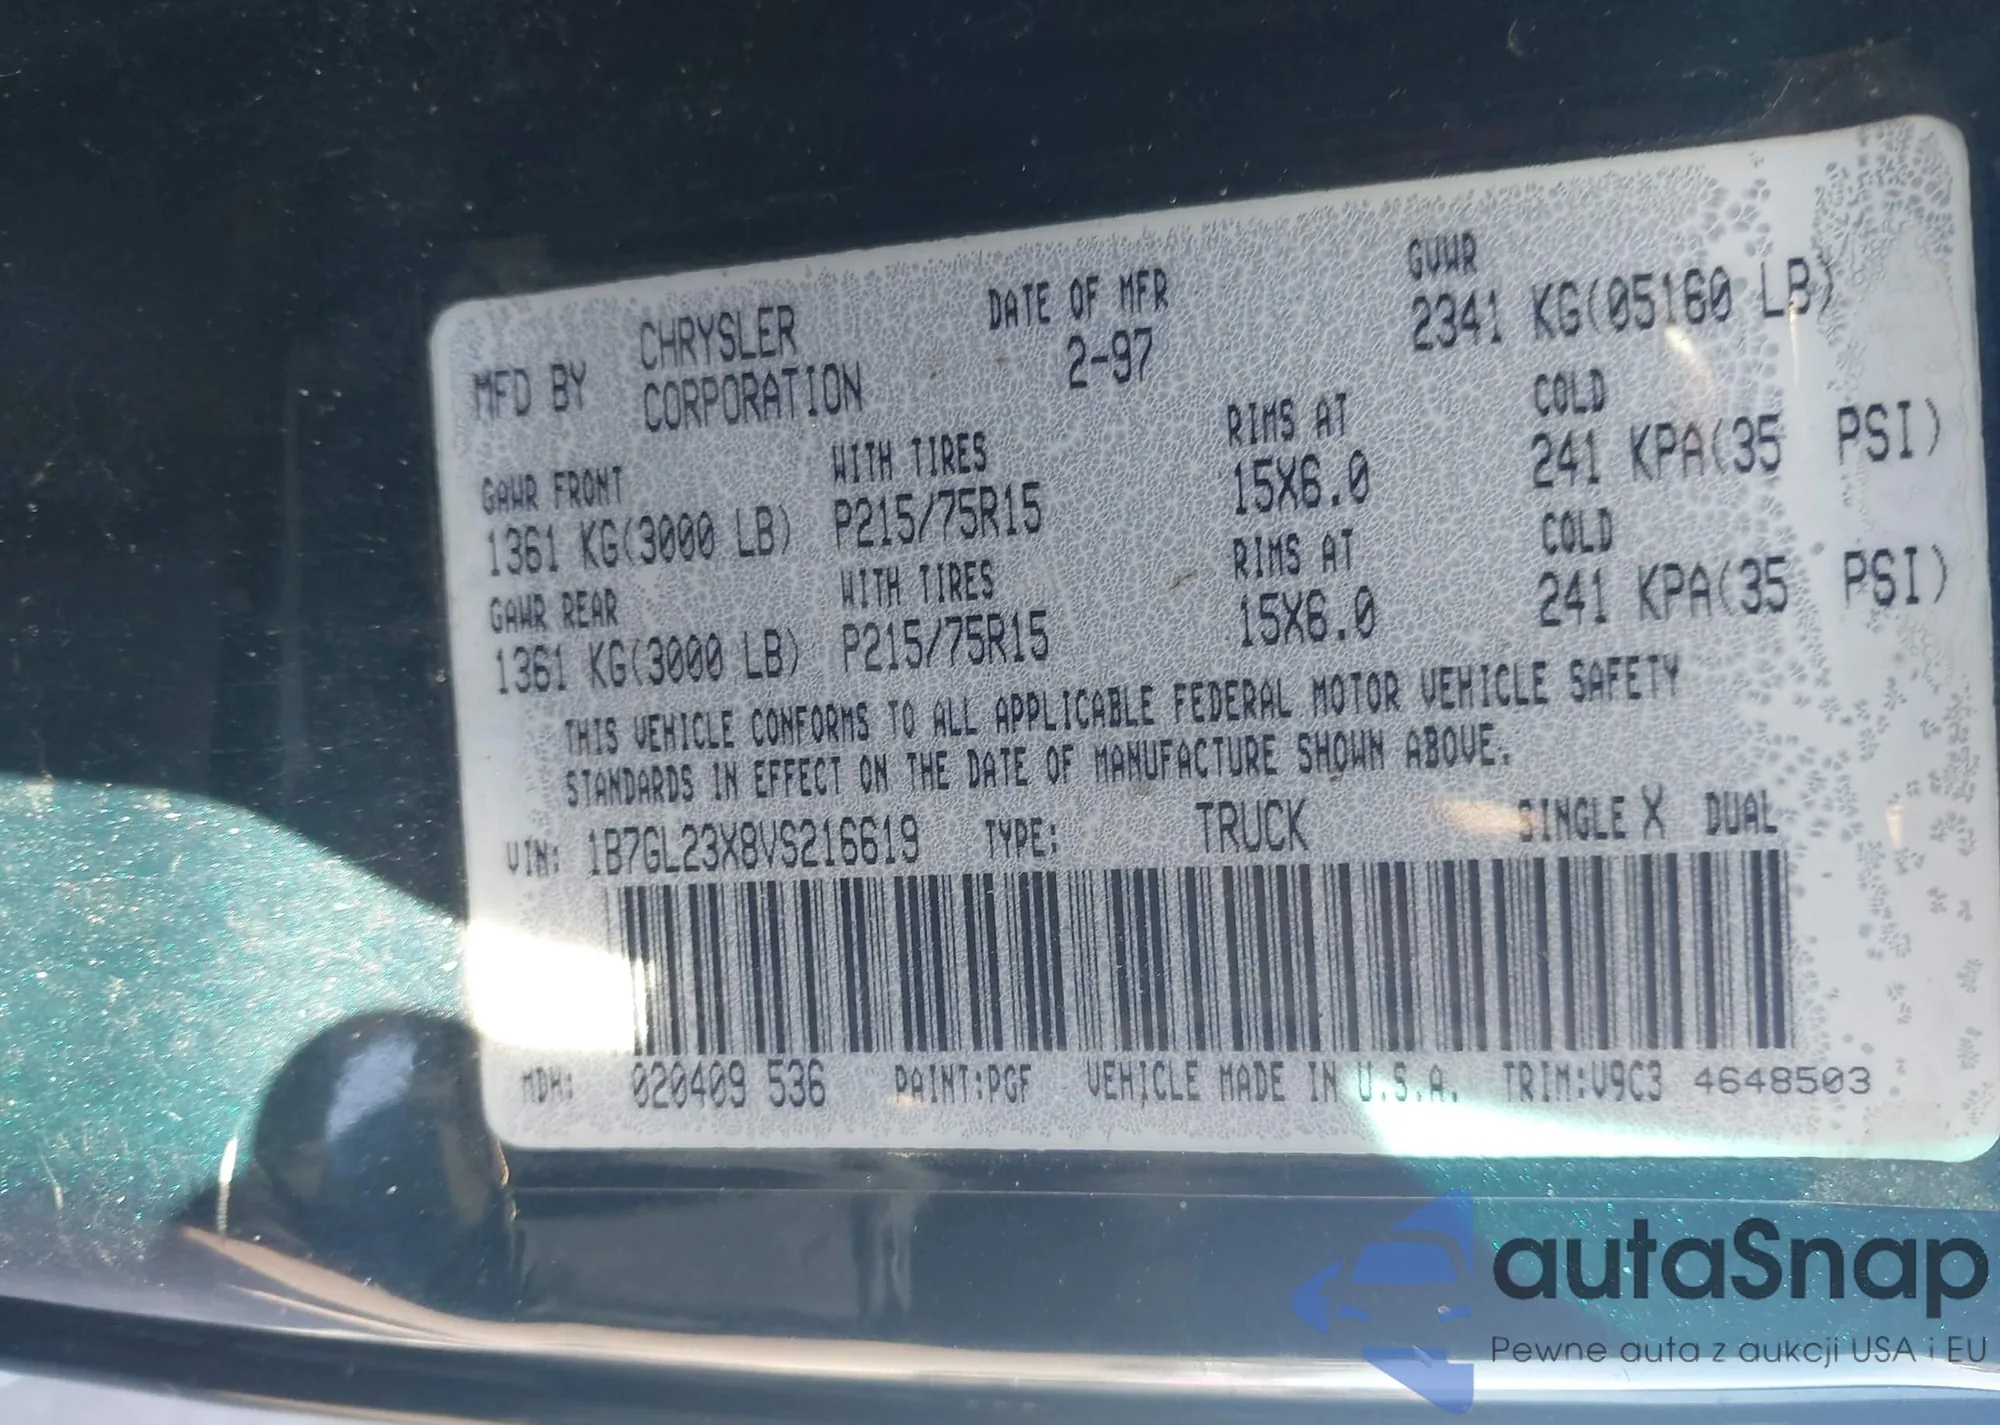 MFD BY CHRYSLER CORPORATION DATE OF MFR 2-97 GVWR 2341 KG(05160 LB)
GAWR FRONT WITH TIRES RIMS AT COLD
1361 KG(3000 LB) P215/75R15 15X6.0 241 KPA(35 PSI)
GAWR REAR WITH TIRES RIMS AT COLD
1361 KG(3000 LB) P215/75R15 15X6.0 241 KPA(35 PSI)
THIS VEHICLE CONFORMS TO ALL APPLICABLE FEDERAL MOTOR VEHICLE SAFETY
STANDARDS IN EFFECT ON THE DATE OF MANUFACTURE SHOWN ABOVE.
VIN: 1B7GL23X8VS216619 TYPE: TRUCK SINGLE X DUAL
MDH: 020409 536 PAINT:PGF VEHICLE MADE IN U.S.A. TRIM:V9C3 4648503
autaSnap
Pewne auta z aukcji USA i EU